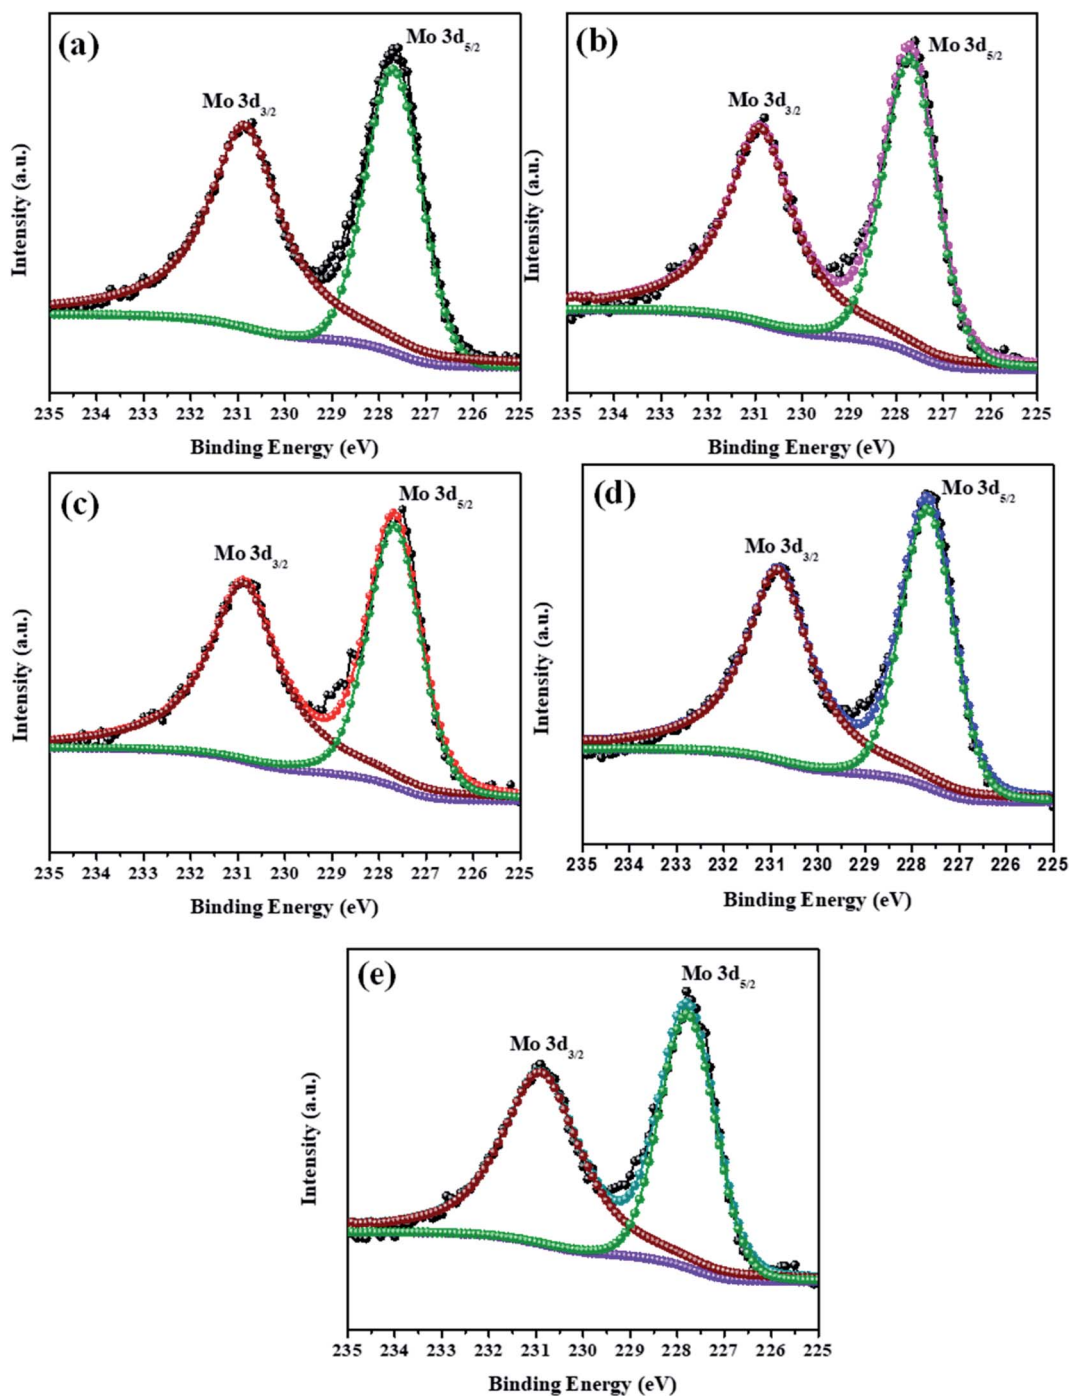 (a)
Mo 3d5/2
Mo 3d3/2
Intensity (a.u.)
235 234 233 232 231 230 229 228 227 226 225
Binding Energy (eV)
(b)
Mo 3d5/2
Mo 3d3/2
Intensity (a.u.)
235 234 233 232 231 230 229 228 227 226 225
Binding Energy (eV)
(c)
Mo 3d5/2
Mo 3d3/2
Intensity (a.u.)
235 234 233 232 231 230 229 228 227 226 225
Binding Energy (eV)
(d)
Mo 3d5/2
Mo 3d3/2
Intensity (a.u.)
235 234 233 232 231 230 229 228 227 226 225
Binding Energy (eV)
(e)
Mo 3d5/2
Mo 3d3/2
Intensity (a.u.)
235 234 233 232 231 230 229 228 227 226 225
Binding Energy (eV)